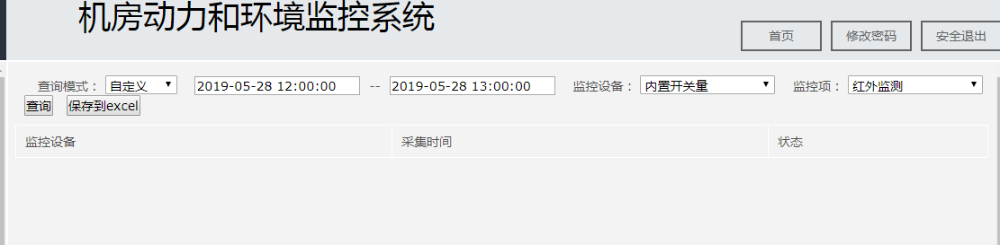 机房动力和环境监控系统
首页 修改密码 安全退出
查询模式： 自定义 2019-05-28 12:00:00 -- 2019-05-28 13:00:00 监控设备： 内置开关量 监控项： 红外监测
查询 保存到excel
监控设备 采集时间 状态